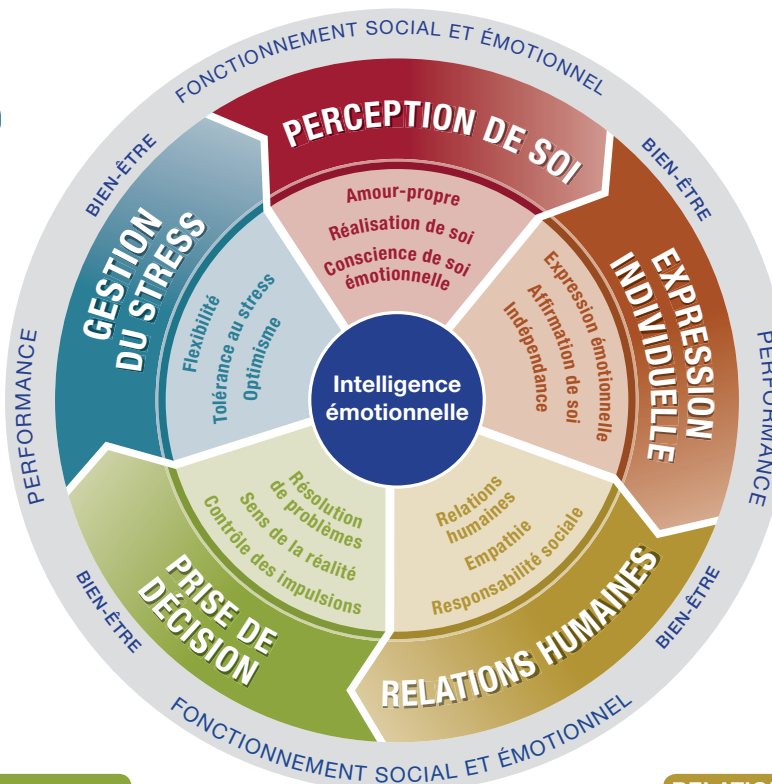 FONCTIONNEMENT SOCIAL ET ÉMOTIONNEL
BIEN-ÊTRE
BIEN-ÊTRE
PERFORMANCE
PERFORMANCE
PERCEPTION DE SOI
Amour-propre
Réalisation de soi
Conscience de soi
émotionnelle
EXPRESSION
INDIVIDUELLE
Expression émotionnelle
Affirmation de soi
Indépendance
GESTION
DU STRESS
Flexibilité
Tolérance au stress
Optimisme
Intelligence
émotionnelle
Résolution
de problèmes
Sens de la réalité
Contrôle des impulsions
PRISE DE
DÉCISION
Relations
humaines
Empathie
Responsabilité sociale
RELATIONS HUMAINES
BIEN-ÊTRE
BIEN-ÊTRE
FONCTIONNEMENT SOCIAL ET ÉMOTIONNEL